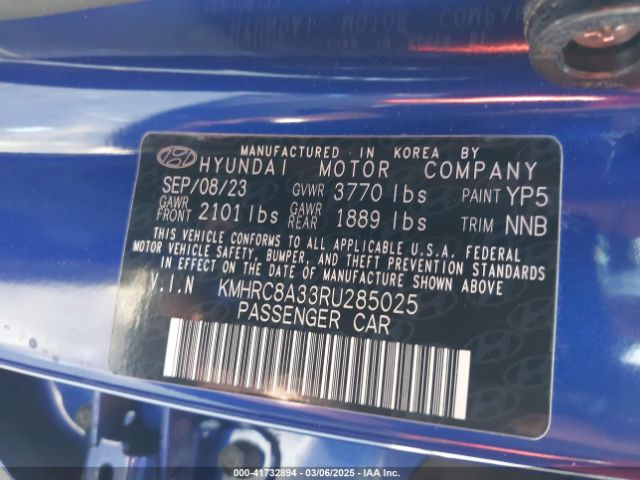 MANUFACTURED IN KOREA BY
HYUNDAI MOTOR COMPANY
SEP/08/23 GVWR 3770 lbs PAINT YP5
GAWR FRONT 2101 lbs GAWR REAR 1889 lbs TRIM NNB
THIS VEHICLE CONFORMS TO ALL APPLICABLE U.S.A. FEDERAL
MOTOR VEHICLE SAFETY, BUMPER, AND THEFT PREVENTION STANDARDS
IN EFFECT ON THE DATE OF MANUFACTURE SHOWN ABOVE.
V.I.N KMHRC8A33RU285025
PASSENGER CAR
000-41732894 - 03/06/2025 - IAA Inc.